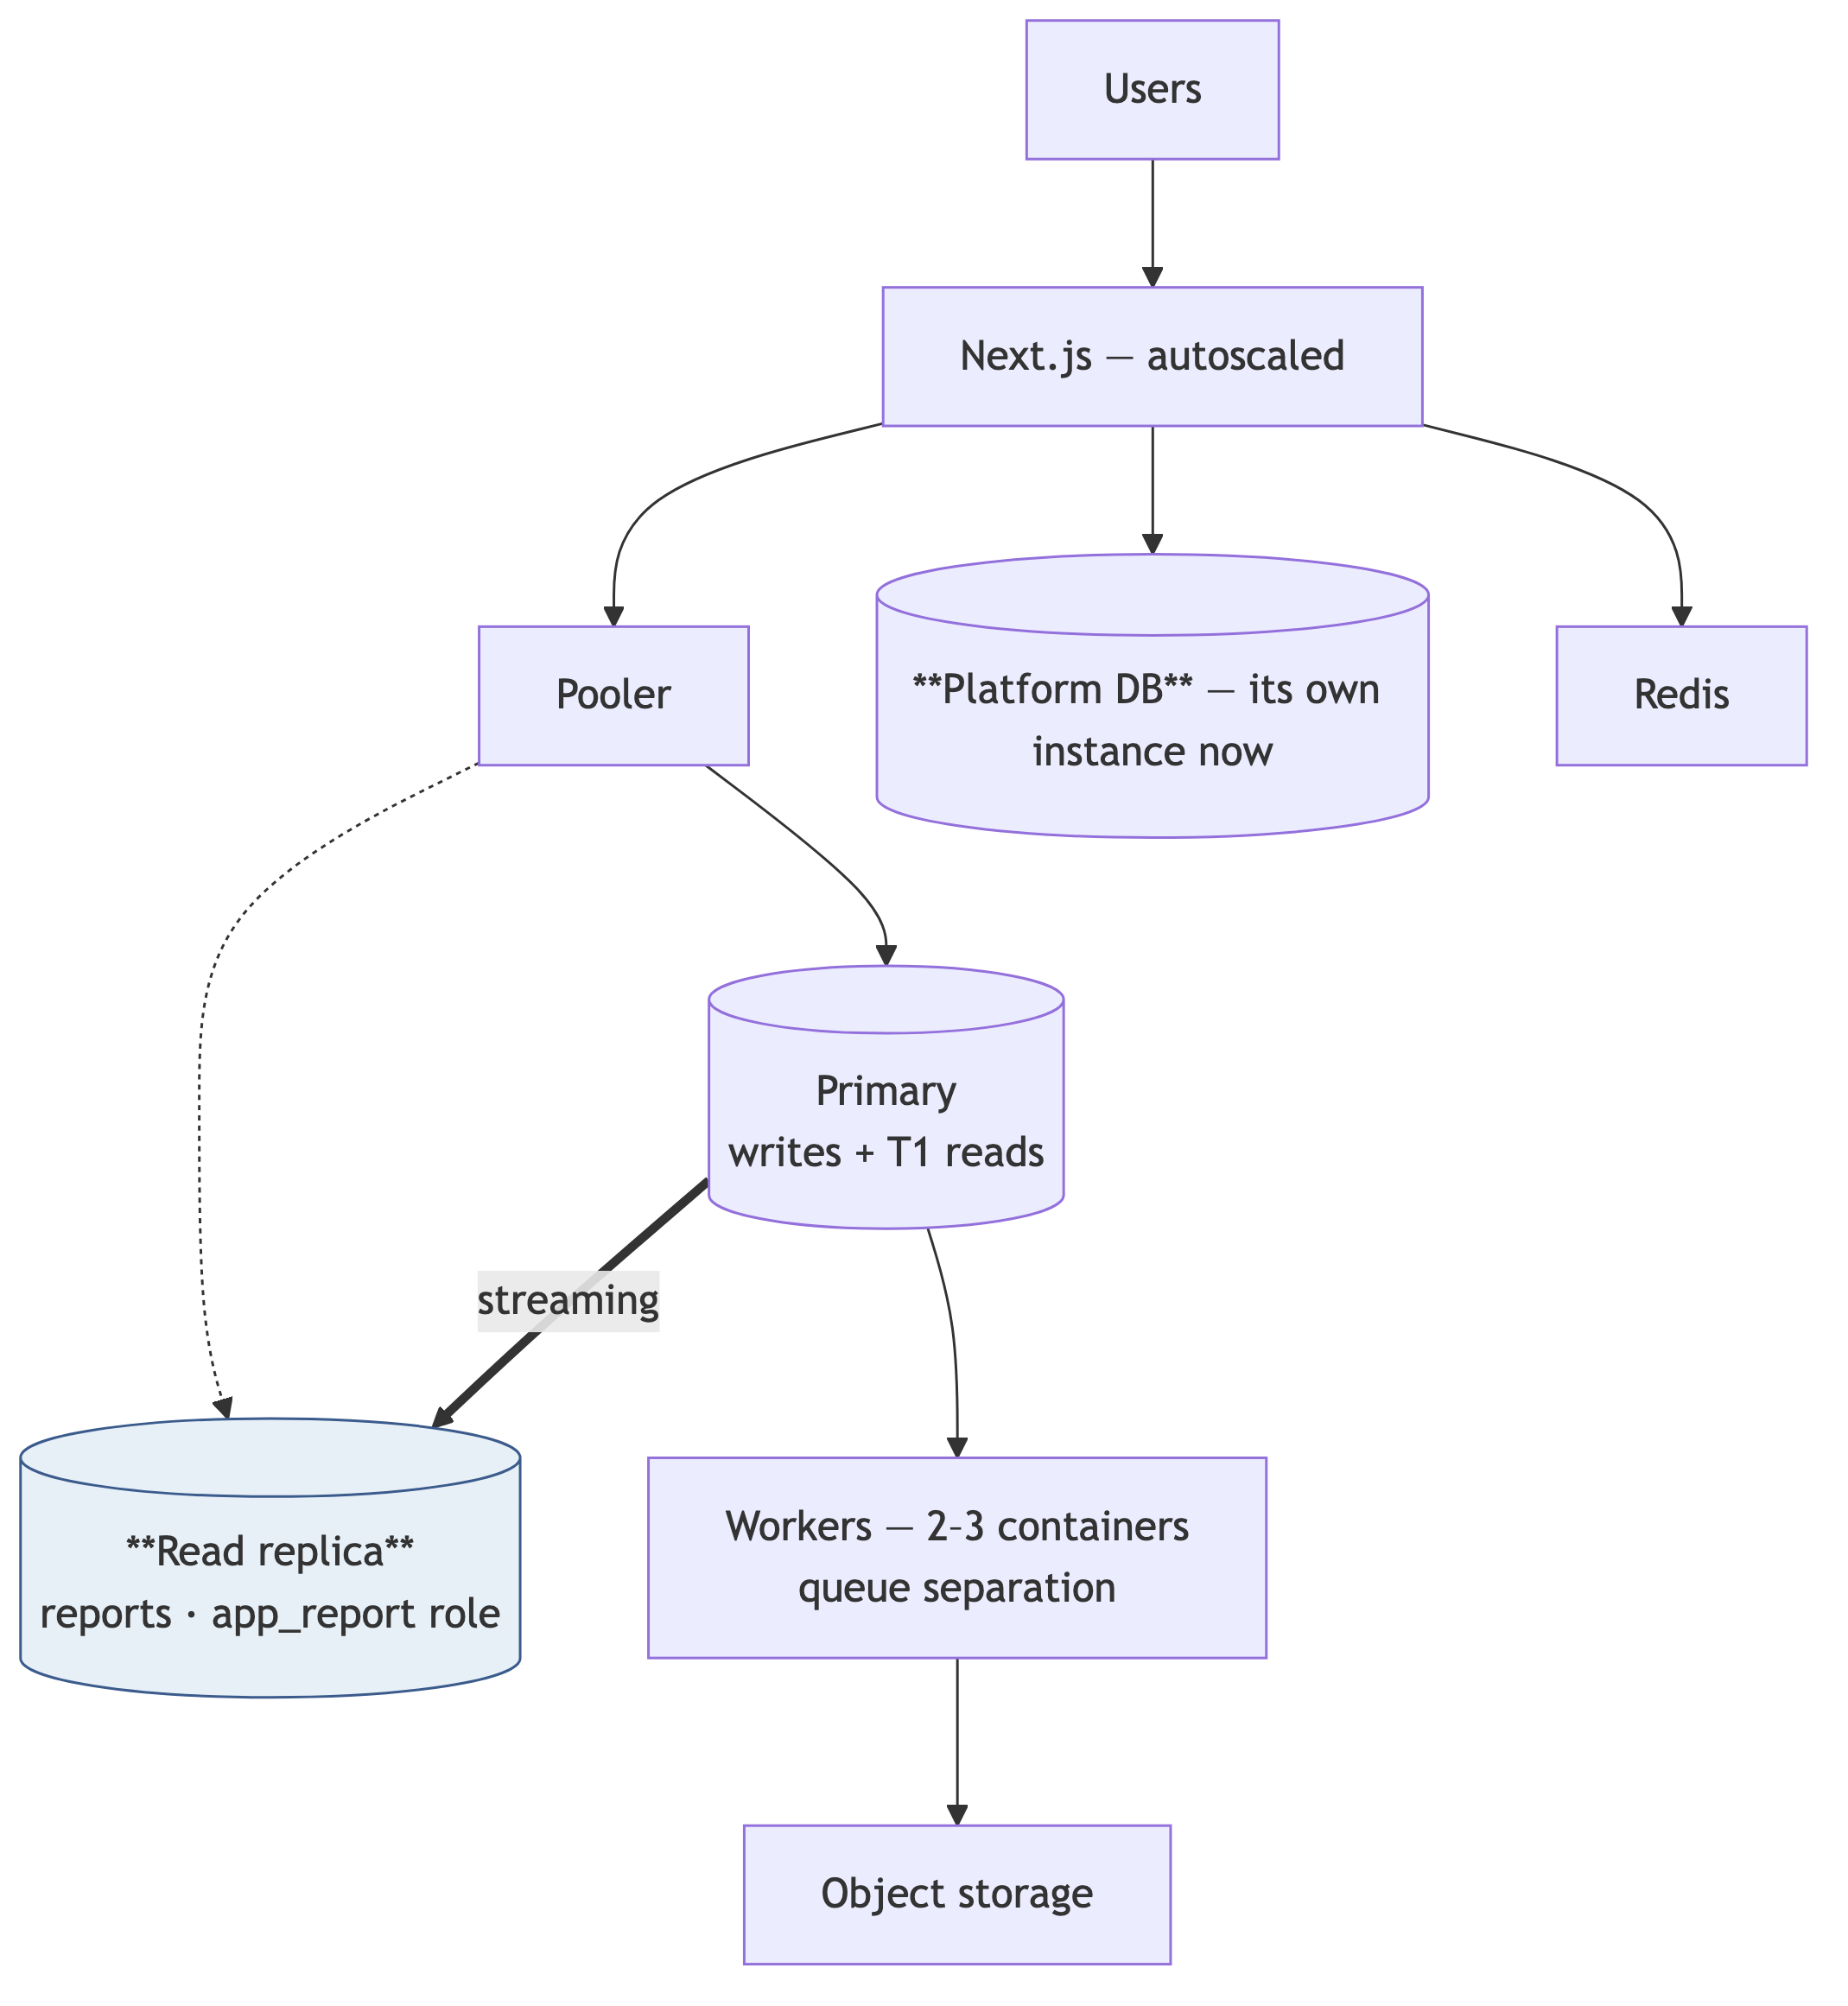 Users
Next.js — autoscaled
Pooler
**Platform DB** — its own
instance now
Redis
Primary
writes + T1 reads
streaming
**Read replica**
reports · app_report role
Workers — 2-3 containers
queue separation
Object storage